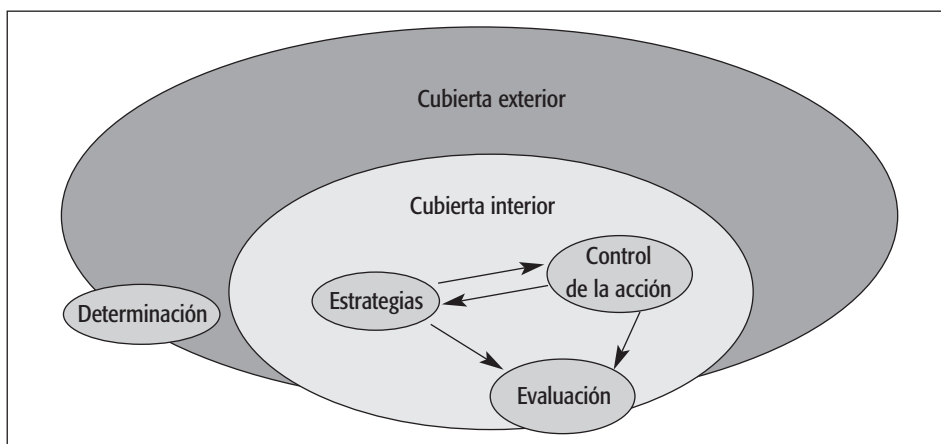 Cubierta exterior
Cubierta interior
Control
de la acción
Estrategias
Determinación
Evaluación